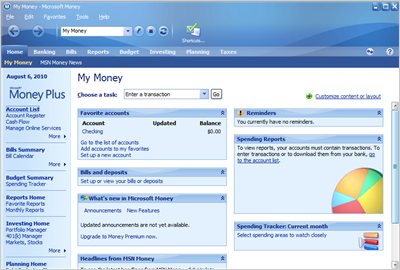 My Money - Microsoft Money
File Edit Favorites Tools Help
My Money
Shortcuts...
Home Banking Bills Reports Budget Investing Planning Taxes
My Money MSN Money News
August 6, 2010
My Money
Microsoft
Money Plus
Choose a task: Enter a transaction Go
Customize content or layout
Account List
Account Register
Cash Flow
Manage Online Services
More
Bills Summary
Bill Calendar
More
Budget Summary
Spending Tracker
Reports Home
Favorite Reports
Monthly Reports
Investing Home
Portfolio Manager
401(k) Manager
Markets, Stocks
More
Favorite accounts
Account Updated Balance
Checking $0.00
Go to the list of accounts
Add accounts to my favorites
Set up a new account
Bills and deposits
Set up or view your bills or deposits
What's new in Microsoft Money
Announcements New Features
Updated announcements are not yet available.
Upgrade to Money Premium now.
Headlines from MSN Money
Reminders
You currently have no reminders.
Spending Reports
To view reports, your accounts must contain transactions. To
enter transactions or to download them from your bank, go
to the account list.
Spending Tracker: Current month
Select spending areas to watch closely